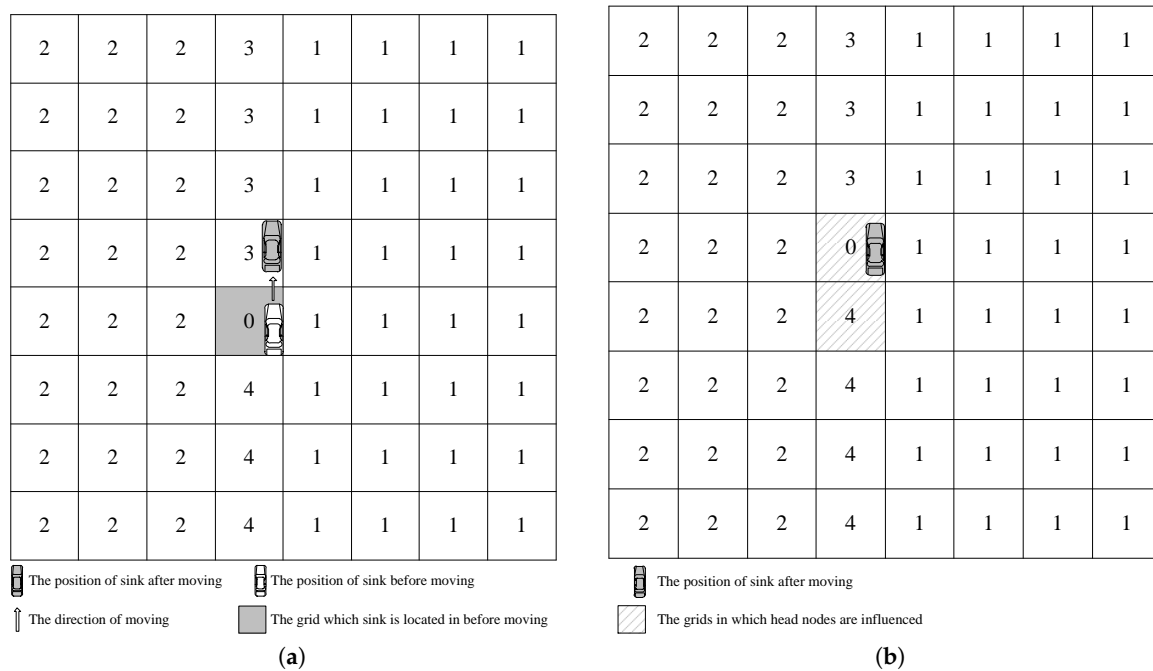 2 2 2 3 1 1 1 1
2 2 2 3 1 1 1 1
2 2 2 3 1 1 1 1
2 2 2 3 1 1 1 1
2 2 2 0 1 1 1 1
2 2 2 4 1 1 1 1
2 2 2 4 1 1 1 1
2 2 2 4 1 1 1 1
The position of sink after moving
The position of sink before moving
The direction of moving
The grid which sink is located in before moving
(a)
2 2 2 3 1 1 1 1
2 2 2 3 1 1 1 1
2 2 2 3 1 1 1 1
2 2 2 0 1 1 1 1
2 2 2 4 1 1 1 1
2 2 2 4 1 1 1 1
2 2 2 4 1 1 1 1
2 2 2 4 1 1 1 1
The position of sink after moving
The grids in which head nodes are influenced
(b)